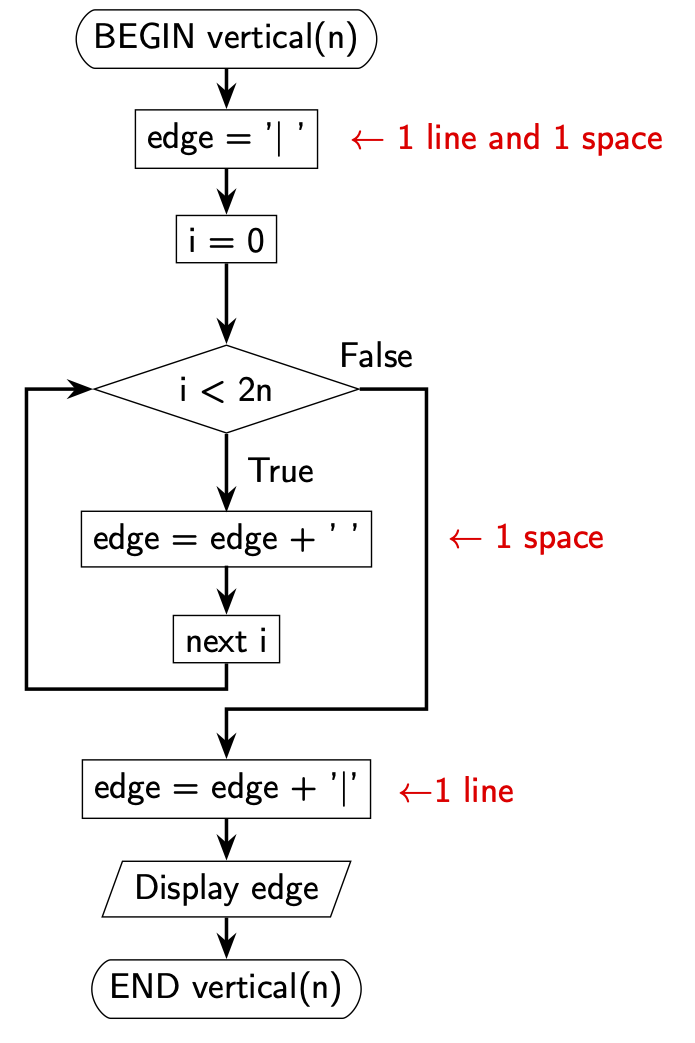 BEGIN vertical(n)
edge = '| '
← 1 line and 1 space
i = 0
i < 2n
False
True
edge = edge + ' '
← 1 space
next i
edge = edge + '|'
←1 line
Display edge
END vertical(n)